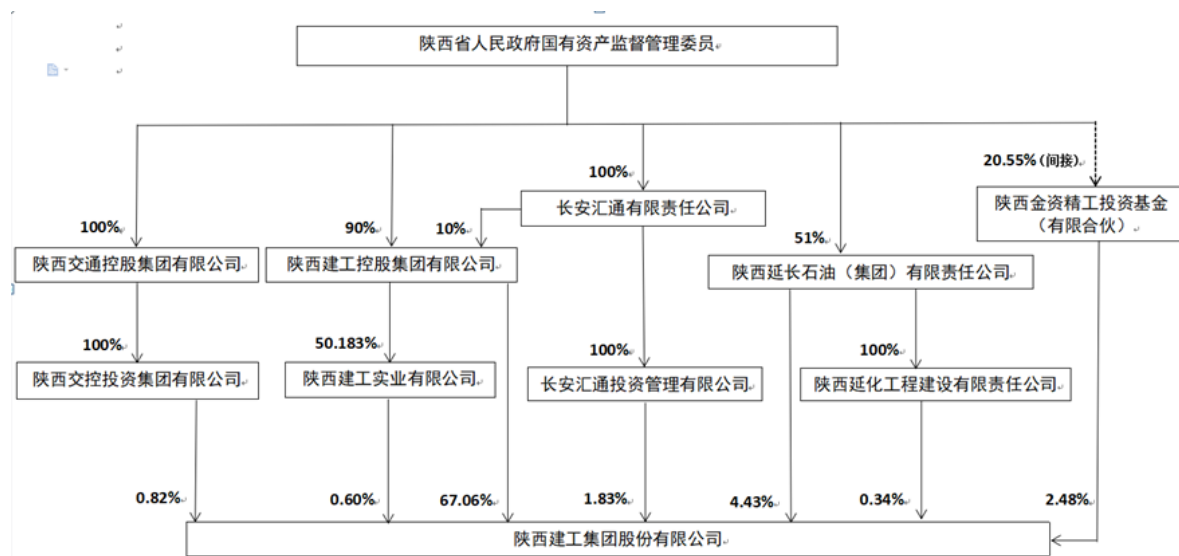 陕西省人民政府国有资产监督管理委员
20.55%(间接)
100%
长安汇通有限责任公司
陕西金资精工投资基金
（有限合伙）
100%
90%
10%
51%
陕西交通控股集团有限公司
陕西建工控股集团有限公司
陕西延长石油（集团）有限责任公司
100%
50.183%
100%
100%
陕西交控投资集团有限公司
陕西建工实业有限公司
长安汇通投资管理有限公司
陕西延化工程建设有限责任公司
0.82%
0.60%
67.06%
1.83%
4.43%
0.34%
2.48%
陕西建工集团股份有限公司